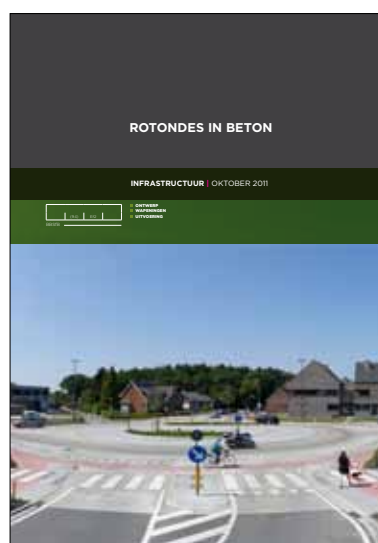 ROTONDES IN BETON
INFRASTRUCTUUR | OKTOBER 2011
ONTWERP
WAPENINGEN
UITVOERING